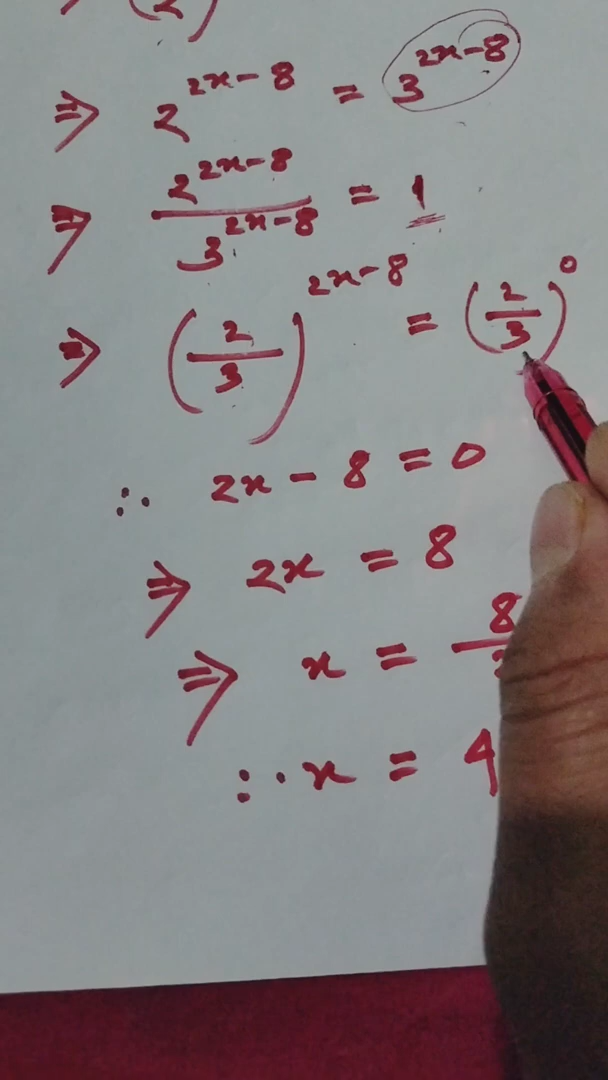 (2)
⇒ 2^(2x-8) = 3^(2x-8)
⇒ 2^(2x-8) / 3^(2x-8) = 1
⇒ (2/3)^(2x-8) = (2/3)^0
∴ 2x - 8 = 0
⇒ 2x = 8
⇒ x = 8/
∴ x = 4